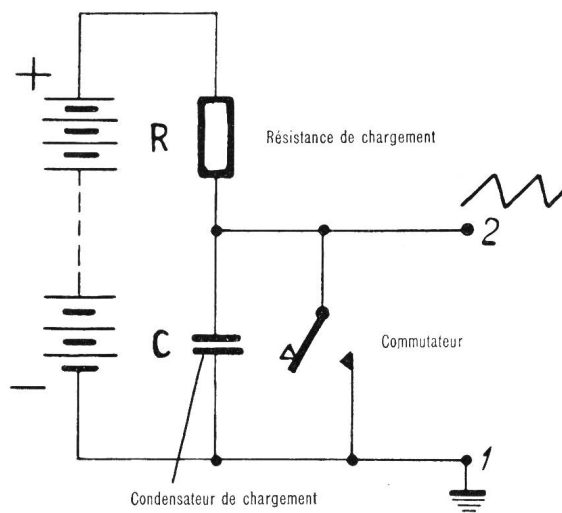 +
R
Résistance de chargement
2
C
Commutateur
−
1
Condensateur de chargement